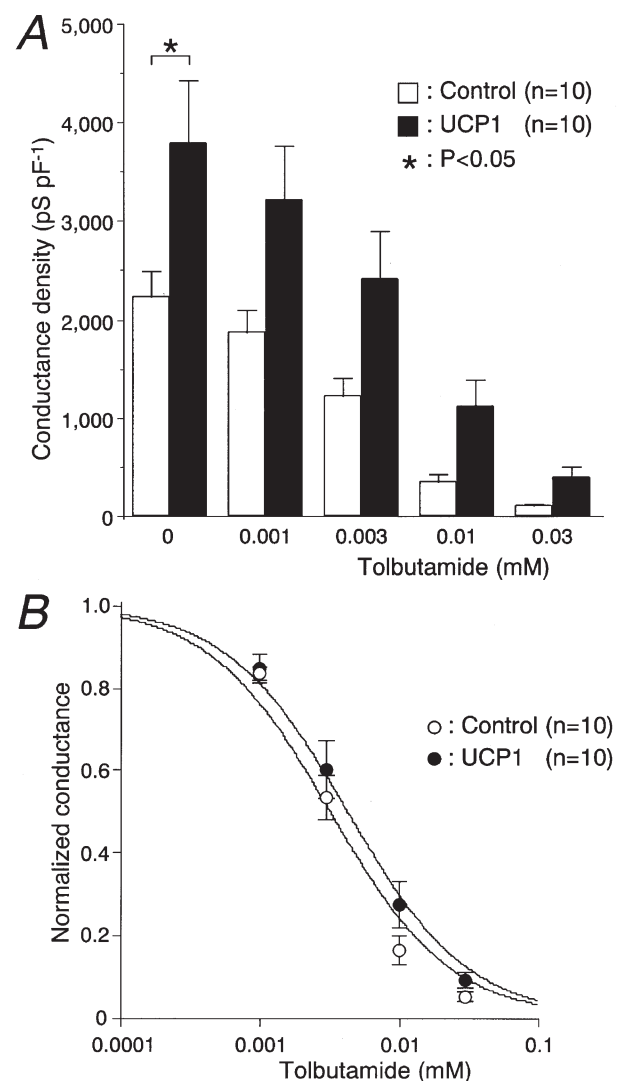 A
5,000
4,000
3,000
2,000
1,000
0
Conductance density (pS pF-1)
*
: Control (n=10)
: UCP1 (n=10)
* : P<0.05
0 0.001 0.003 0.01 0.03
Tolbutamide (mM)
B
1.0
0.8
0.6
0.4
0.2
0
Normalized conductance
: Control (n=10)
: UCP1 (n=10)
0.0001 0.001 0.01 0.1
Tolbutamide (mM)